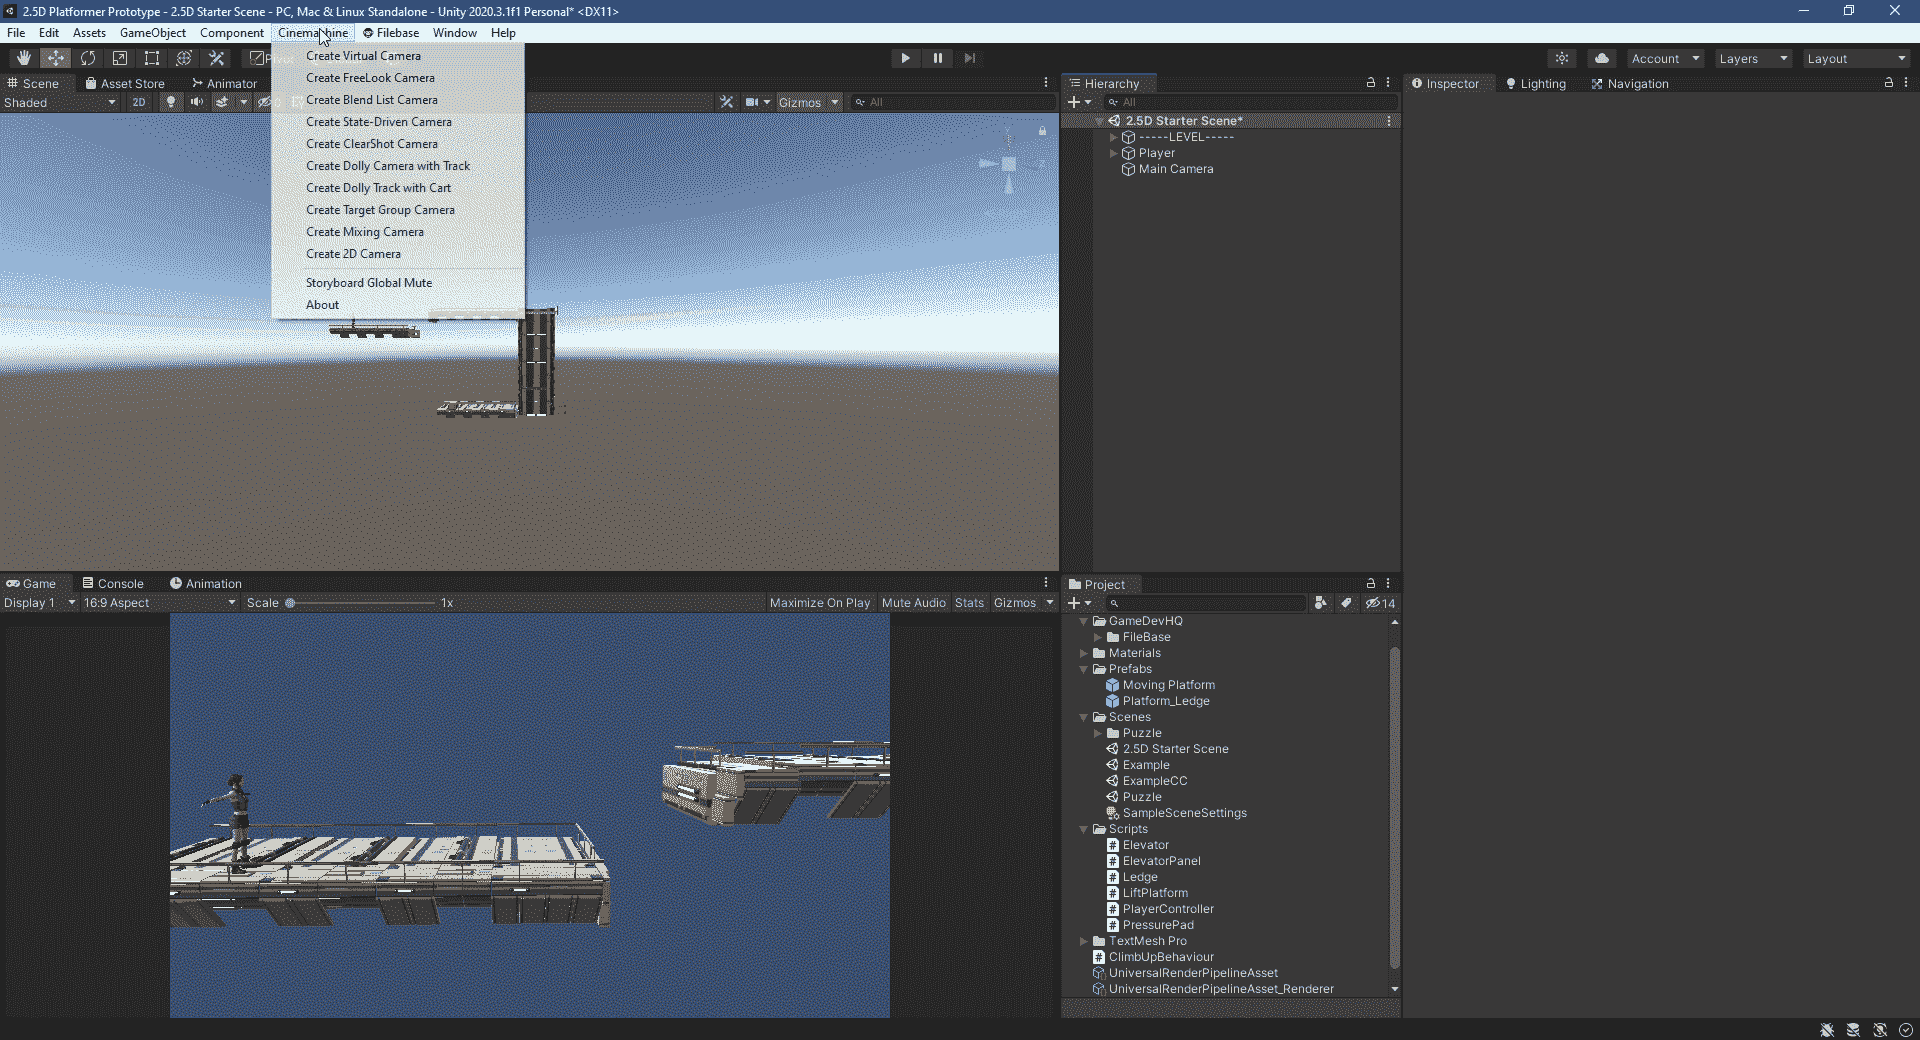 2.5D Platformer Prototype - 2.5D Starter Scene - PC, Mac & Linux Standalone - Unity 2020.3.1f1 Personal* <DX11>
File Edit Assets GameObject Component Cinemachine Filebase Window Help
Account Layers Layout
Create Virtual Camera
Create FreeLook Camera
Create Blend List Camera
Create State-Driven Camera
Create ClearShot Camera
Create Dolly Camera with Track
Create Dolly Track with Cart
Create Target Group Camera
Create Mixing Camera
Create 2D Camera
Storyboard Global Mute
About
Scene Asset Store Animator
Shaded 2D Gizmos All
Hierarchy
All
2.5D Starter Scene*
-----LEVEL-----
Player
Main Camera
Inspector Lighting Navigation
Game Console Animation
Display 1 16:9 Aspect Scale 1x Maximize On Play Mute Audio Stats Gizmos
Project
14
GameDevHQ
FileBase
Materials
Prefabs
Moving Platform
Platform_Ledge
Scenes
Puzzle
2.5D Starter Scene
Example
ExampleCC
Puzzle
SampleSceneSettings
Scripts
Elevator
ElevatorPanel
Ledge
LiftPlatform
PlayerController
PressurePad
TextMesh Pro
ClimbUpBehaviour
UniversalRenderPipelineAsset
UniversalRenderPipelineAsset_Renderer